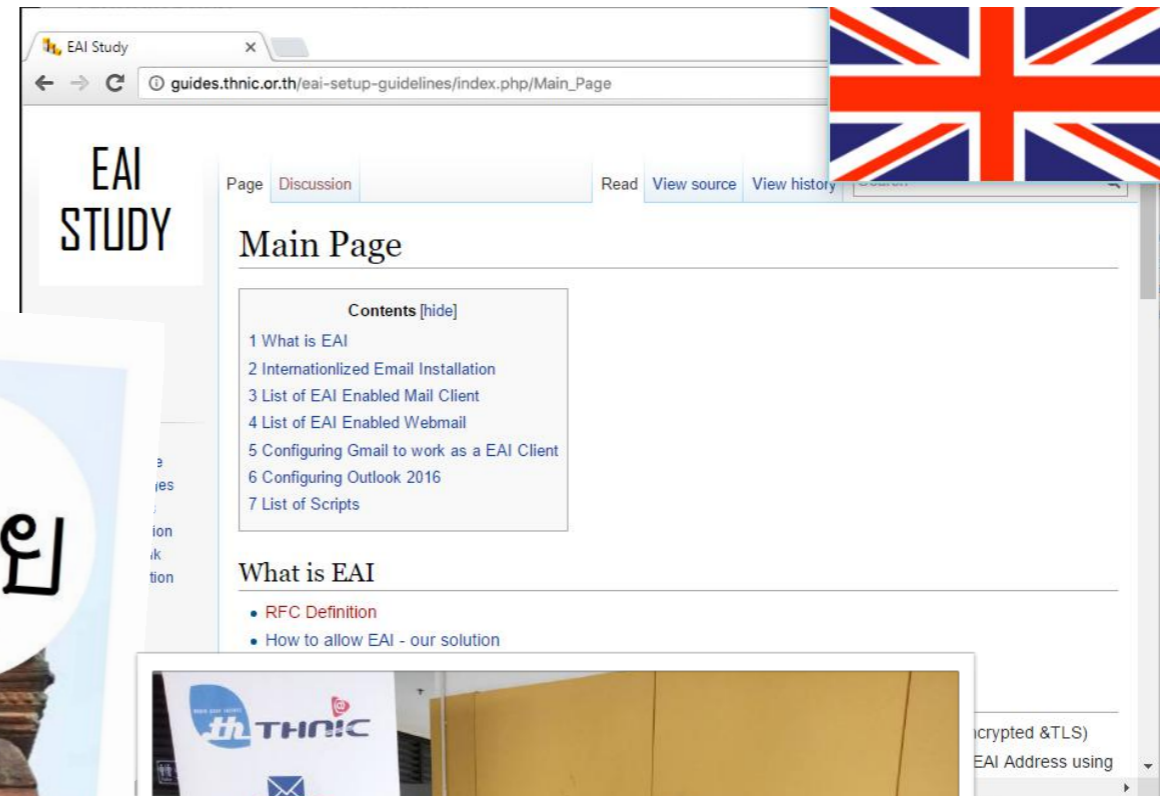 EAI Study
guides.thnic.or.th/eai-setup-guidelines/index.php/Main_Page
EAI
STUDY
Page Discussion Read View source View history
Main Page
Contents [hide]
1 What is EAI
2 Internationlized Email Installation
3 List of EAI Enabled Mail Client
4 List of EAI Enabled Webmail
5 Configuring Gmail to work as a EAI Client
6 Configuring Outlook 2016
7 List of Scripts
What is EAI
• RFC Definition
• How to allow EAI - our solution
th THNIC
&TLS)
EAI Address using